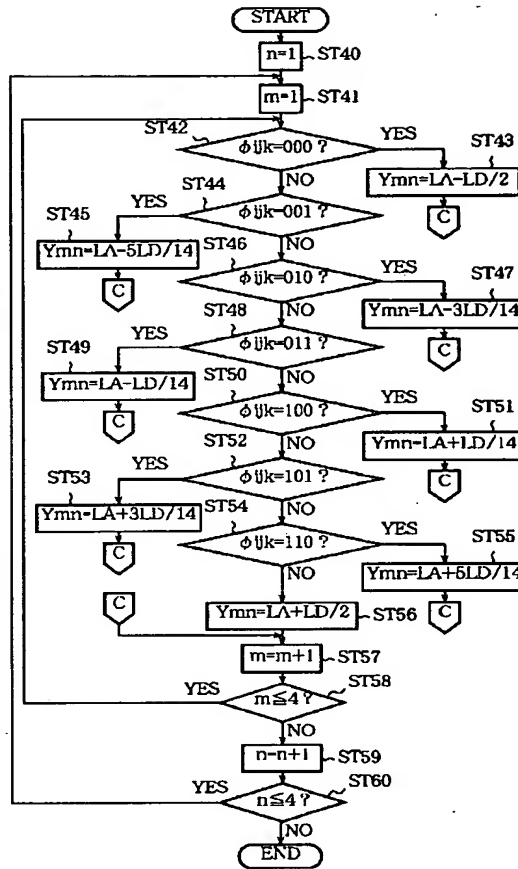 START
n=1
ST40
m=1
ST41
ST42
φijk=000?
YES
ST43
Ymn=LA-LD/2
C
NO
ST44
φijk=001?
YES
ST45
Ymn=LA-5LD/14
C
NO
ST46
φijk=010?
YES
ST47
Ymn=LA-3LD/14
C
NO
ST48
φijk=011?
YES
ST49
Ymn=LA-LD/14
C
NO
ST50
φijk=100?
YES
ST51
Ymn=LA+LD/14
C
NO
ST52
φijk=101?
YES
ST53
Ymn=LA+3LD/14
C
NO
ST54
φijk=110?
YES
ST55
Ymn=LA+5LD/14
C
NO
C
Ymn=LA+LD/2
ST56
m=m+1
ST57
YES
m≦4?
ST58
NO
n=n+1
ST59
YES
n≦4?
ST60
NO
END